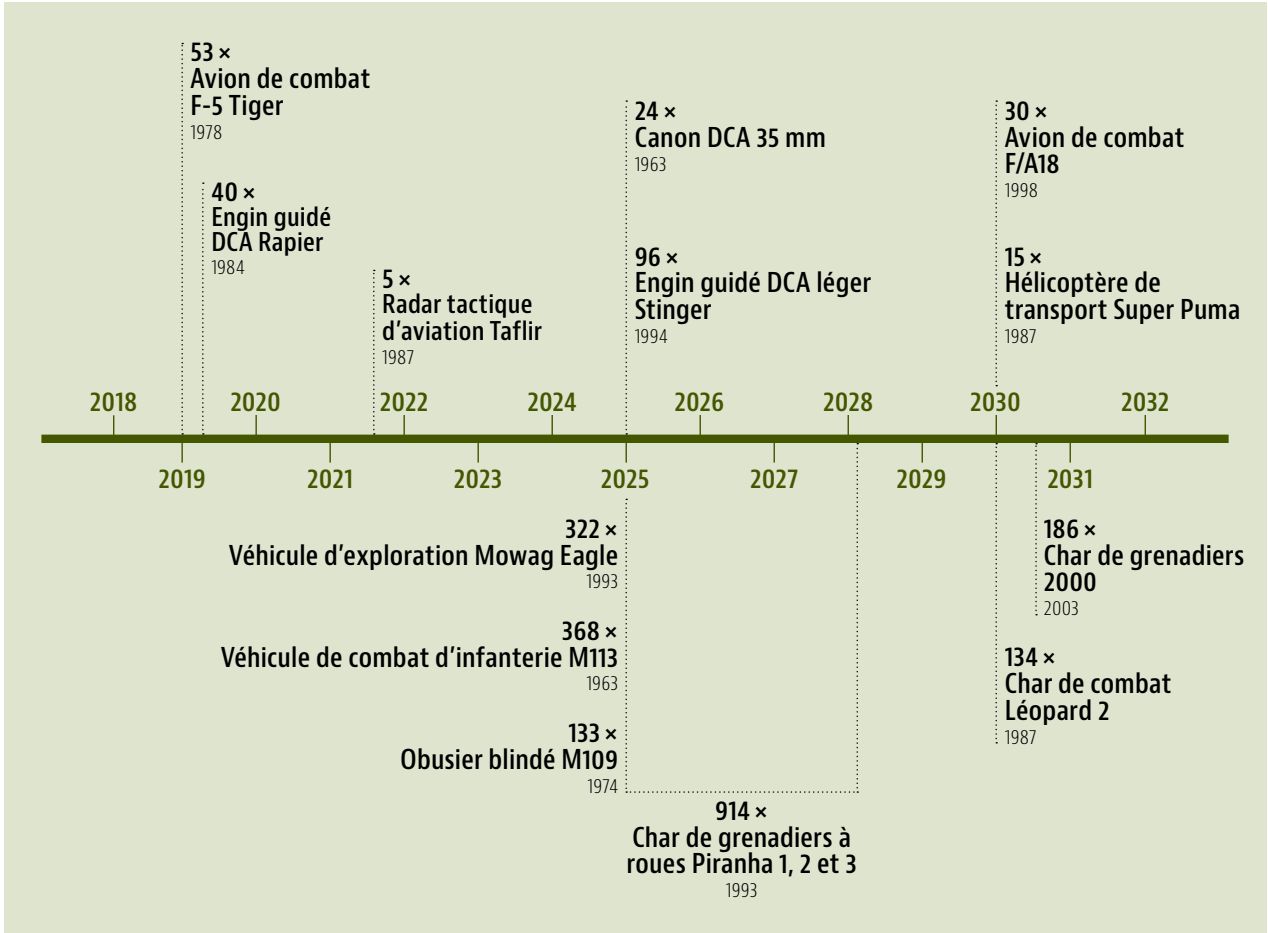 53 ×
Avion de combat
F-5 Tiger
1978
40 ×
Engin guidé
DCA Rapier
1984
5 ×
Radar tactique
d’aviation Taflir
1987
24 ×
Canon DCA 35 mm
1963
96 ×
Engin guidé DCA léger
Stinger
1994
30 ×
Avion de combat
F/A18
1998
15 ×
Hélicoptère de
transport Super Puma
1987
2018 2020 2022 2024 2026 2028 2030 2032
2019 2021 2023 2025 2027 2029 2031
322 ×
Véhicule d’exploration Mowag Eagle
1993
368 ×
Véhicule de combat d’infanterie M113
1963
133 ×
Obusier blindé M109
1974
914 ×
Char de grenadiers à
roues Piranha 1, 2 et 3
1993
186 ×
Char de grenadiers
2000
2003
134 ×
Char de combat
Léopard 2
1987